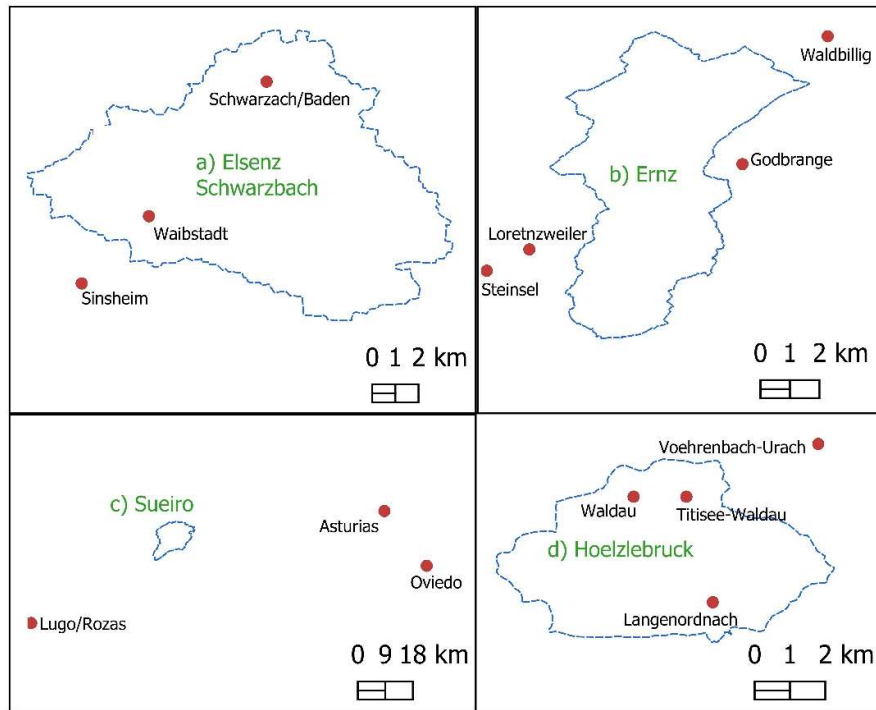 Schwarzach/Baden
a) Elsenz
Schwarzbach
Waibstadt
Sinsheim
0 1 2 km
Waldbillig
Godbrange
b) Ernz
Loretnzweiler
Steinsel
0 1 2 km
c) Sueiro
Asturias
Oviedo
Lugo/Rozas
0 9 18 km
Voehrenbach-Urach
Waldau
Titisee-Waldau
d) Hoelzlebruck
Langenordnach
0 1 2 km